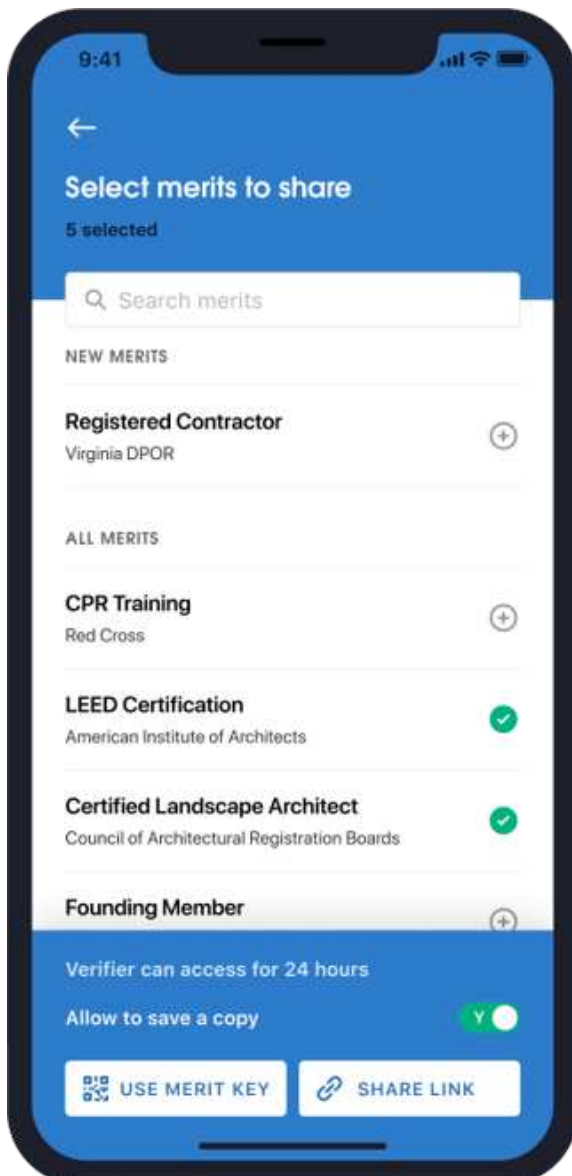 9:41
Select merits to share
5 selected
Search merits
NEW MERITS
Registered Contractor
Virginia DPOR
ALL MERITS
CPR Training
Red Cross
LEED Certification
American Institute of Architects
Certified Landscape Architect
Council of Architectural Registration Boards
Founding Member
Verifier can access for 24 hours
Allow to save a copy Y
USE MERIT KEY SHARE LINK